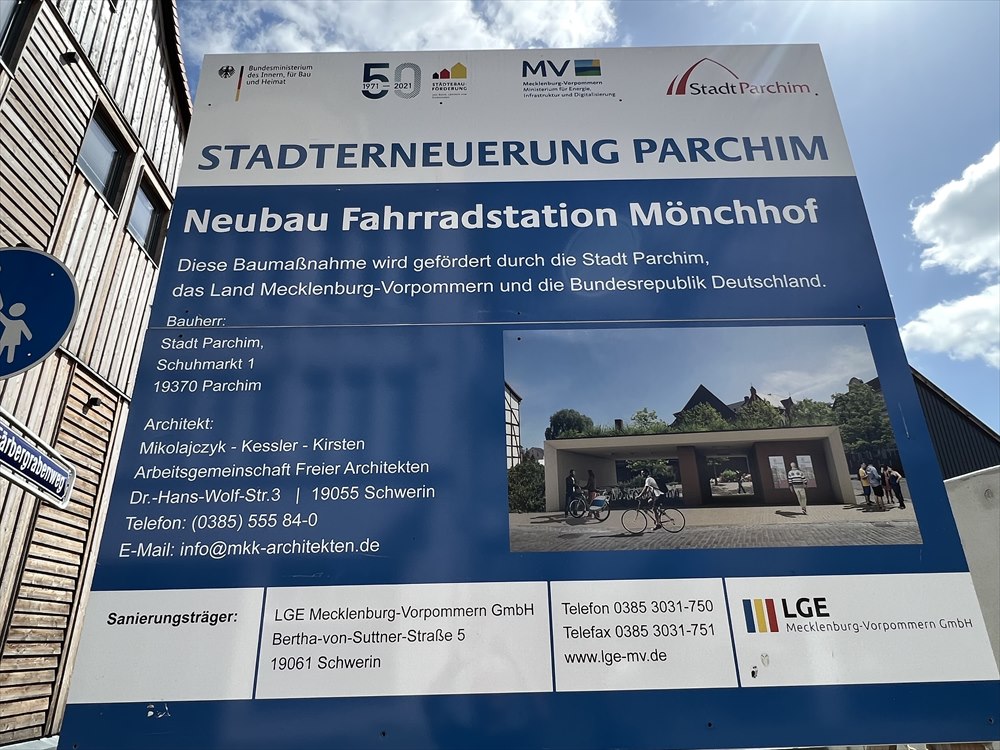 Bundesministerium
des Innern, für Bau
und Heimat
50
1971 — 2021
STÄDTEBAU
FÖRDERUNG
MV
Mecklenburg-Vorpommern
Ministerium für Energie,
Infrastruktur und Digitalisierung
Stadt Parchim
STADTERNEUERUNG PARCHIM
Neubau Fahrradstation Mönchhof
Diese Baumaßnahme wird gefördert durch die Stadt Parchim,
das Land Mecklenburg-Vorpommern und die Bundesrepublik Deutschland.
Bauherr:
Stadt Parchim,
Schuhmarkt 1
19370 Parchim
Architekt:
Mikolajczyk - Kessler - Kirsten
Arbeitsgemeinschaft Freier Architekten
Dr.-Hans-Wolf-Str.3 | 19055 Schwerin
Telefon: (0385) 555 84-0
E-Mail: info@mkk-architekten.de
Färbergrabenweg
Sanierungsträger:
LGE Mecklenburg-Vorpommern GmbH
Bertha-von-Suttner-Straße 5
19061 Schwerin
Telefon 0385 3031-750
Telefax 0385 3031-751
www.lge-mv.de
LGE
Mecklenburg-Vorpommern GmbH